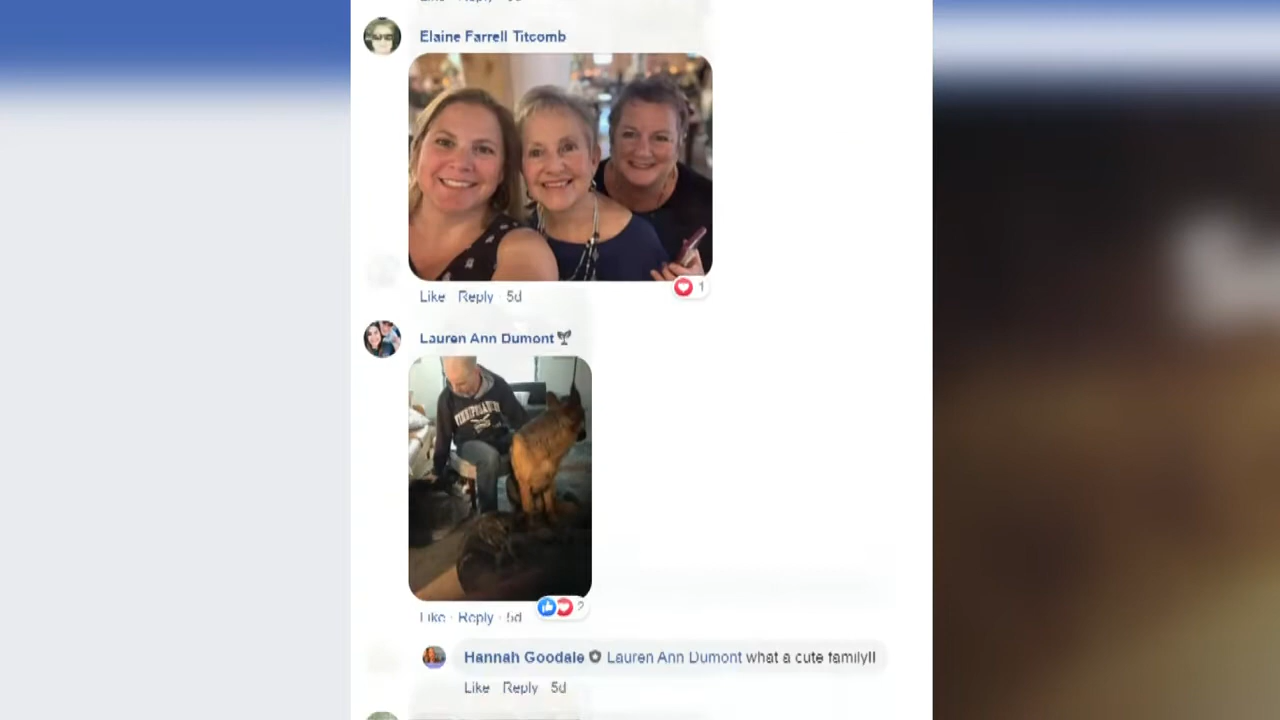 Elaine Farrell Titcomb
1
Like Reply · 5d
Lauren Ann Dumont
2
Like · Reply · 5d
Hannah Goodale Lauren Ann Dumont what a cute family!!
Like Reply 5d